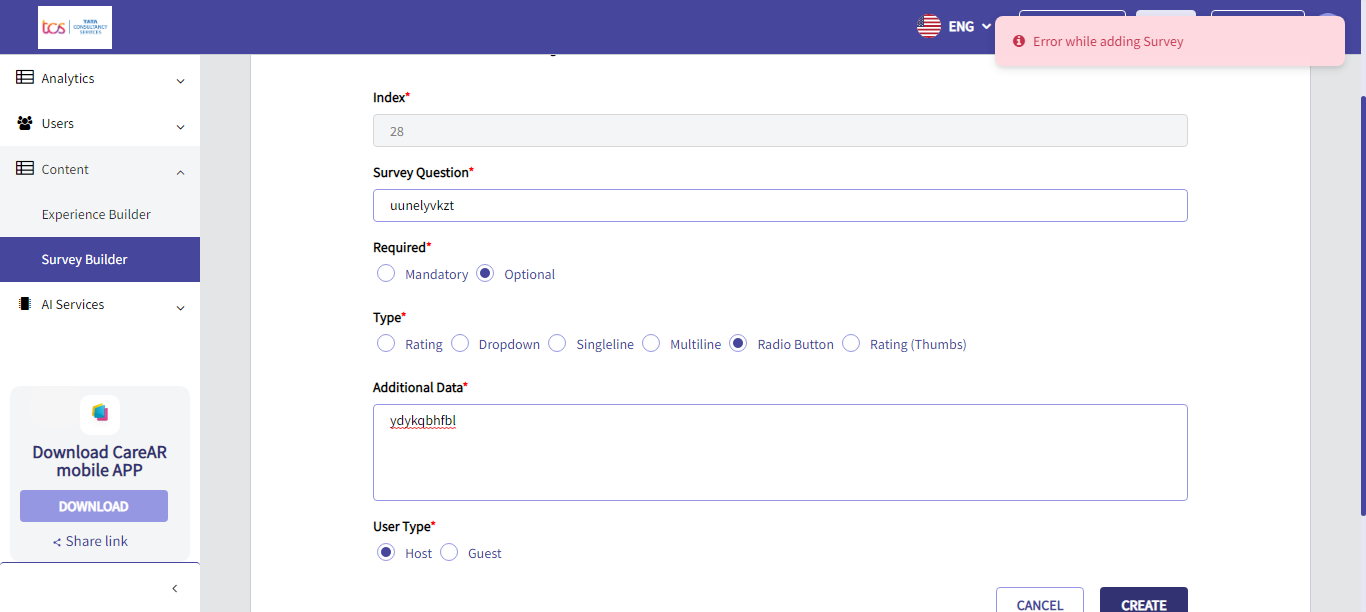 tcs TATA
CONSULTANCY
SERVICES
ENG
Error while adding Survey
Analytics
Users
Content
Experience Builder
Survey Builder
AI Services
Download CareAR
mobile APP
DOWNLOAD
Share link
Index*
28
Survey Question*
uunelyvkzt
Required*
Mandatory Optional
Type*
Rating Dropdown Singleline Multiline Radio Button Rating (Thumbs)
Additional Data*
ydykqbhfbl
User Type*
Host Guest
CANCEL CREATE